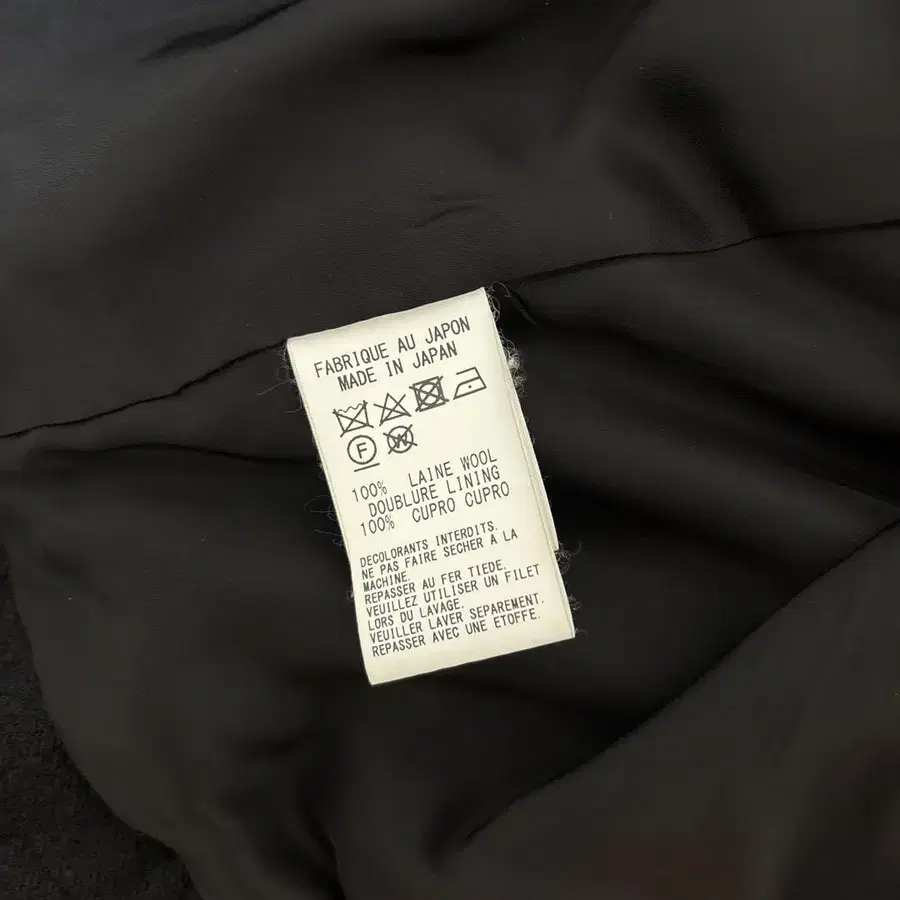 FABRIQUE AU JAPON
MADE IN JAPAN
F W
100% LAINE WOOL
DOUBLURE LINING
100% CUPRO CUPRO
DECOLORANTS INTERDITS.
NE PAS FAIRE SECHER A LA
MACHINE.
REPASSER AU FER TIEDE.
VEUILLEZ UTILISER UN FILET
LORS DU LAVAGE.
VEUILLER LAVER SEPAREMENT.
REPASSER AVEC UNE ETOFFE.